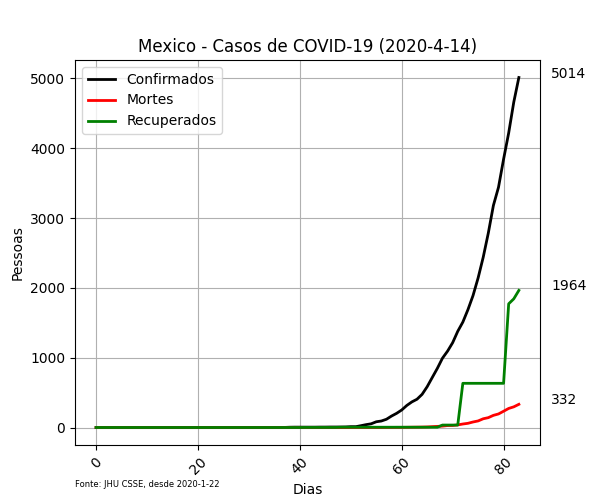 Mexico - Casos de COVID-19 (2020-4-14)
Confirmados
Mortes
Recuperados
5014
1964
332
5000
4000
3000
2000
1000
0
Pessoas
0 20 40 60 80
Dias
Fonte: JHU CSSE, desde 2020-1-22